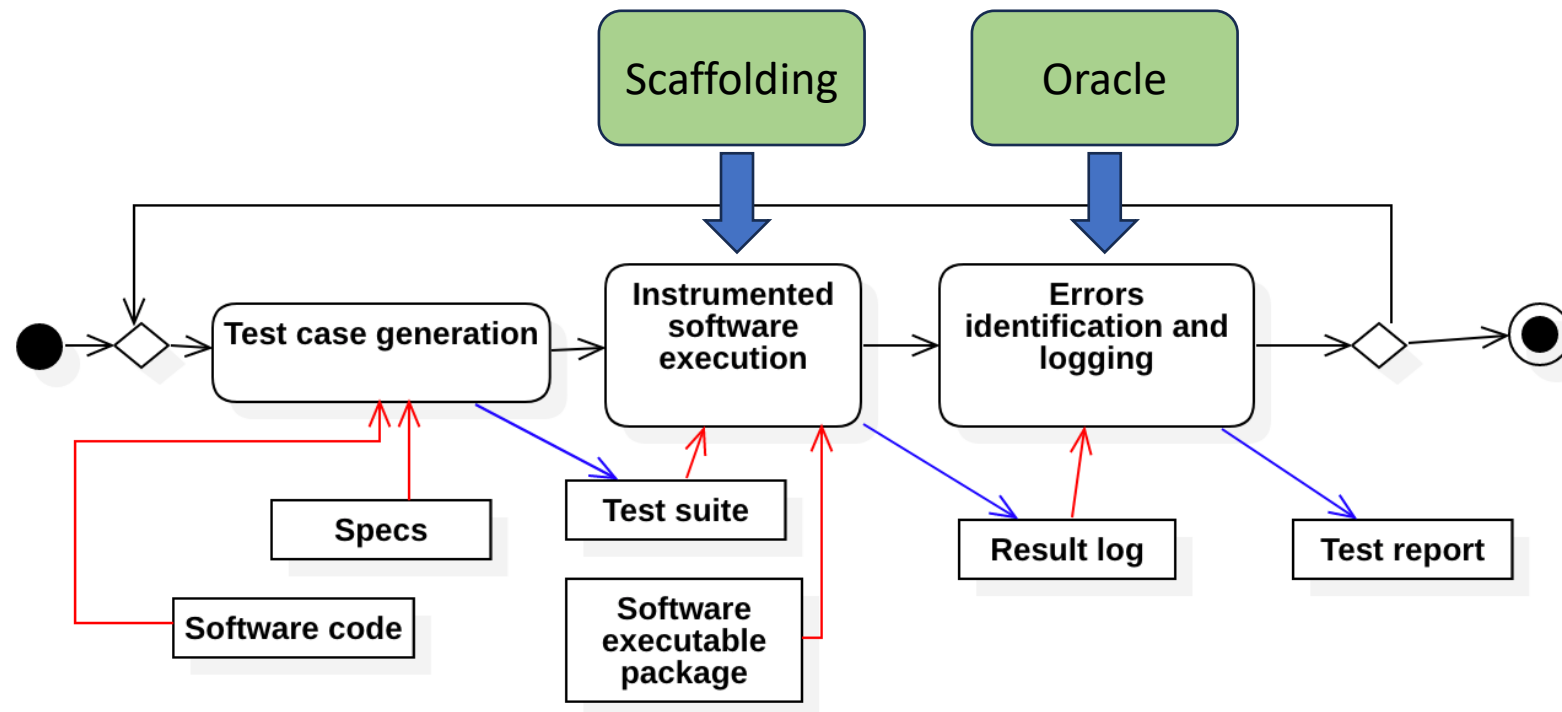 Scaffolding
Oracle
Test case generation
Instrumented
software
execution
Errors
identification and
logging
Specs
Test suite
Result log
Test report
Software code
Software
executable
package